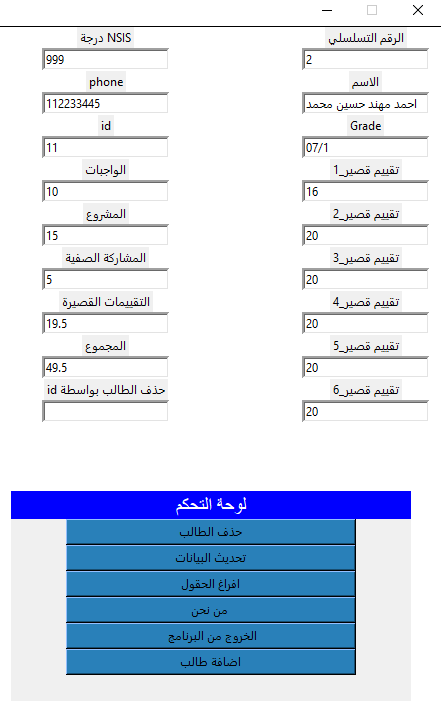 الرقم التسلسلي
2
الاسم
احمد مهند حسين محمد
Grade
07/1
تقييم قصير_1
16
تقييم قصير_2
20
تقييم قصير_3
20
تقييم قصير_4
20
تقييم قصير_5
20
تقييم قصير_6
20
درجة NSIS
999
phone
112233445
id
11
الواجبات
10
المشروع
15
المشاركة الصفية
5
التقييمات القصيرة
19.5
المجموع
49.5
حذف الطالب بواسطة id
لوحة التحكم
حذف الطالب
تحديث البيانات
افراغ الحقول
من نحن
الخروج من البرنامج
اضافة طالب